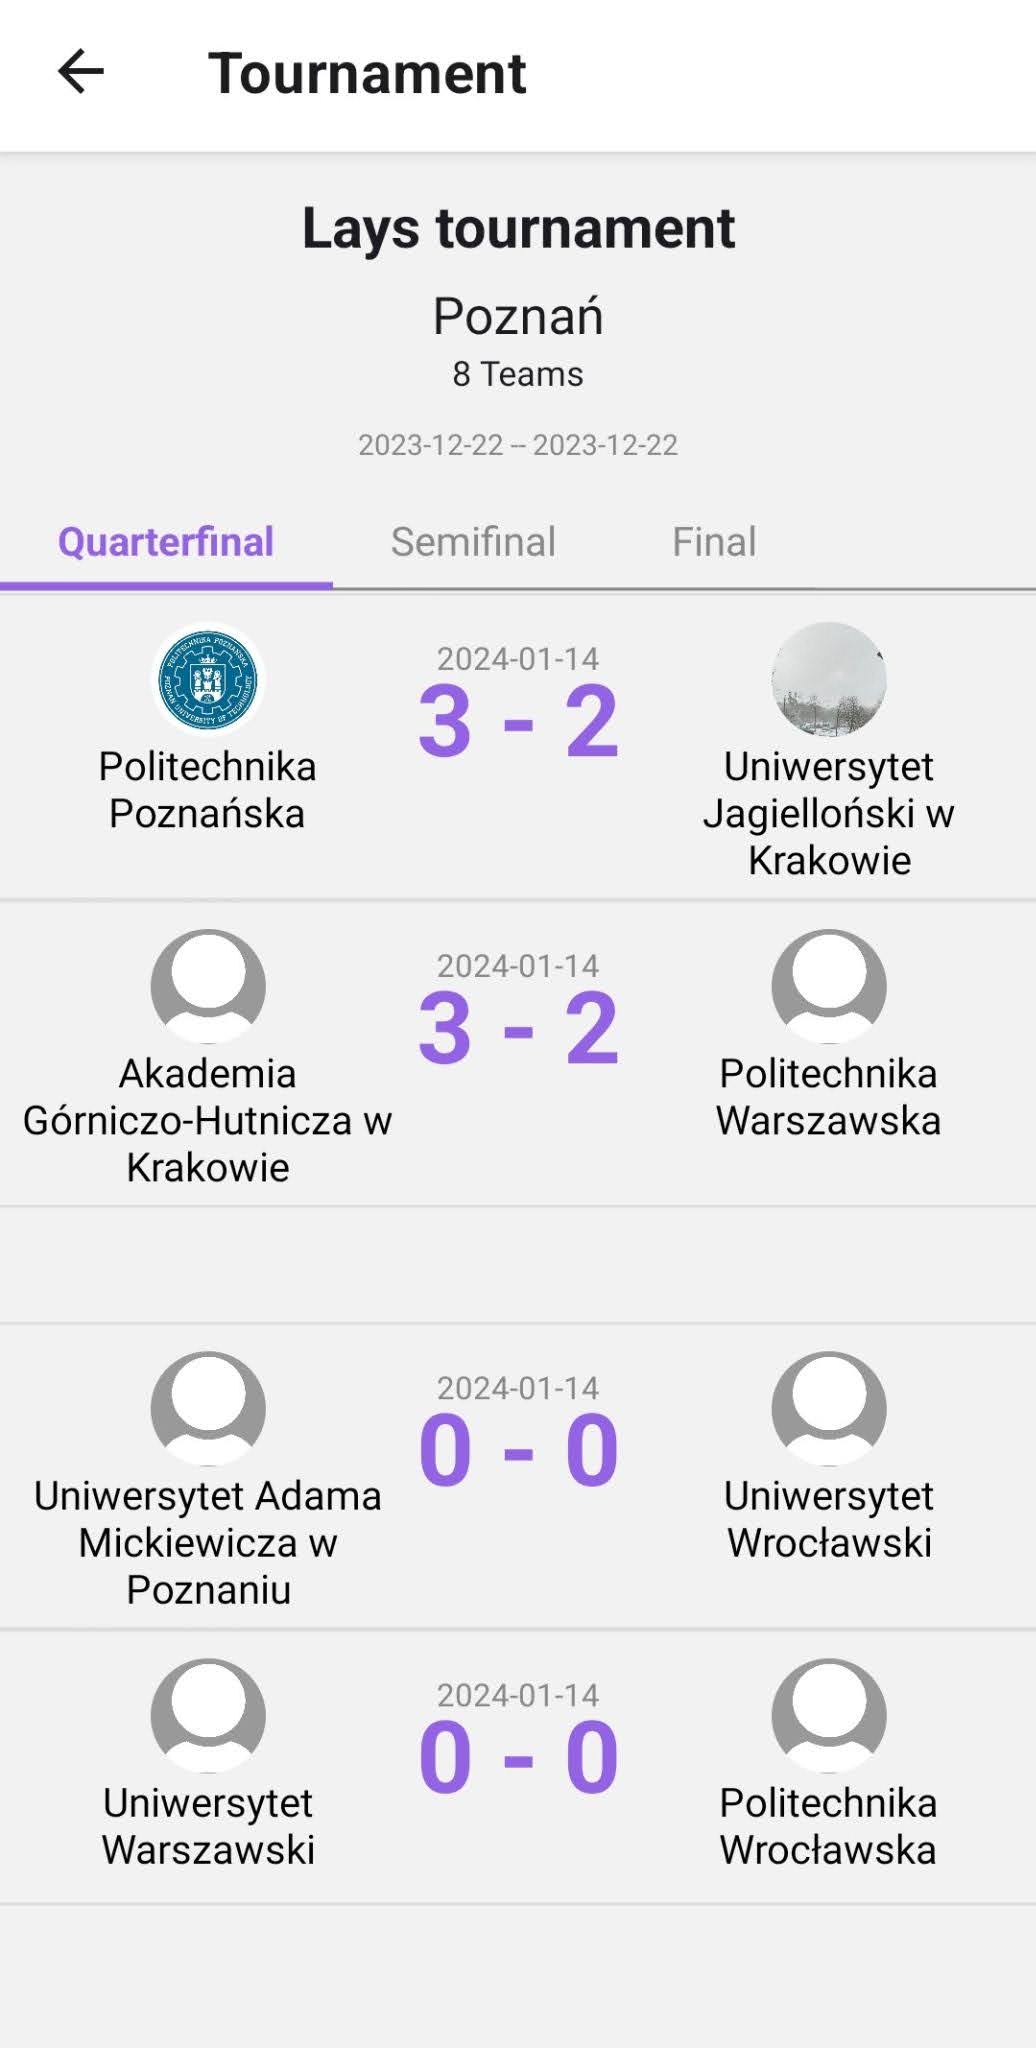 Tournament
Lays tournament
Poznań
8 Teams
2023-12-22 -- 2023-12-22
Quarterfinal Semifinal Final
POLITECHNIKA POZNAŃSKA
POZNAN UNIVERSITY OF TECHNOLOGY
2024-01-14
3 - 2
Politechnika
Poznańska
Uniwersytet
Jagielloński w
Krakowie
2024-01-14
3 - 2
Akademia
Górniczo-Hutnicza w
Krakowie
Politechnika
Warszawska
2024-01-14
0 - 0
Uniwersytet Adama
Mickiewicza w
Poznaniu
Uniwersytet
Wrocławski
2024-01-14
0 - 0
Uniwersytet
Warszawski
Politechnika
Wrocławska